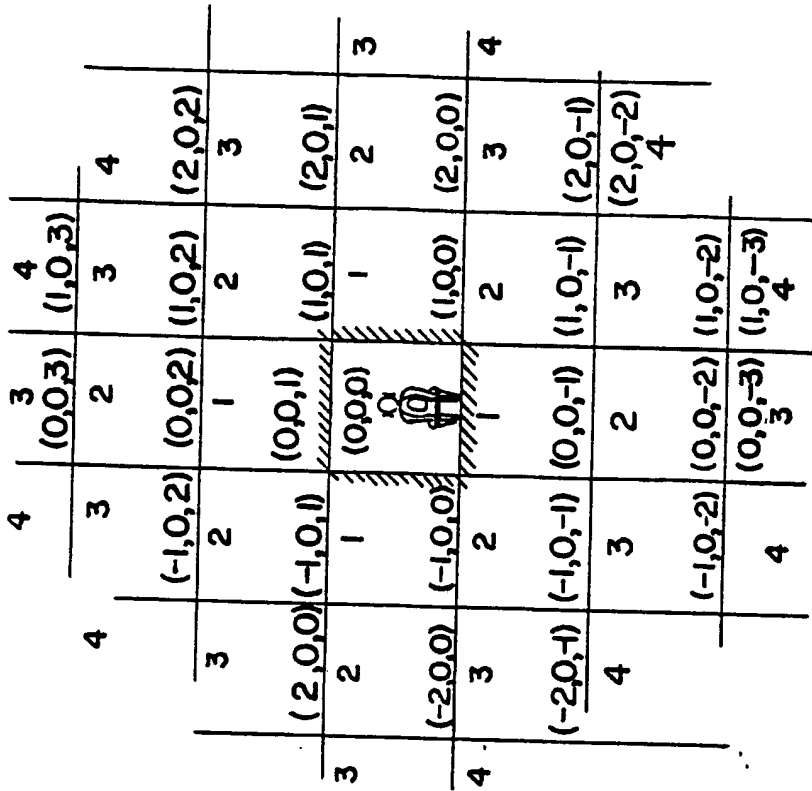 4 3 4
(0,0,3) (1,0,3)
4 3 2 3 4
(-1,0,2) (0,0,2) (1,0,2) (2,0,2)
3 2 1 2 3
( 2,0,0) (-1,0,1) (0,0,1) (1,0,1) (2,0,1)
3 2 1 (0,0,0) 1 2 3
(-2,0,0) (-1,0,0) (1,0,0) (2,0,0)
4 3 2 1 2 3 4
(-2,0,-1) (-1,0,-1) (0,0,-1) (1,0,-1) (2,0,-1)
4 3 2 3 (2,0,-2)
4
(-1,0,-2) (0,0,-2) (1,0,-2)
(0,0,-3) (1,0,-3)
4 3 4